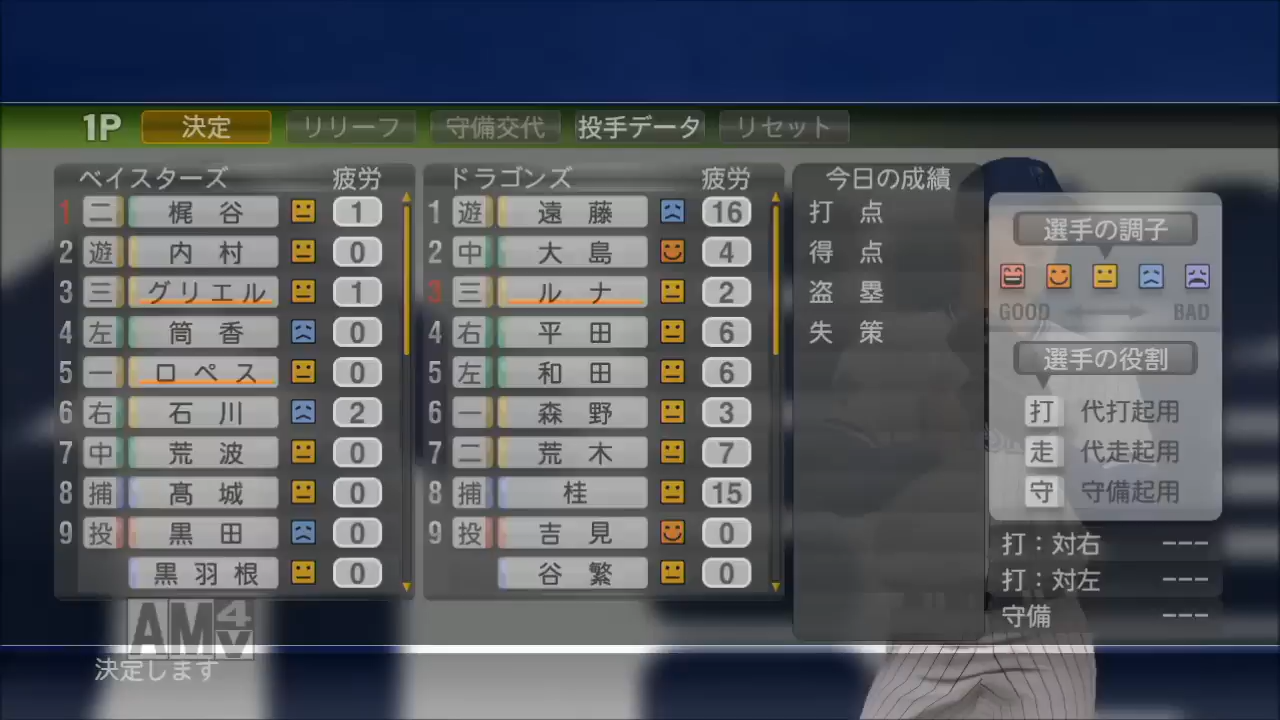 1P 決定 リリーフ 守備交代 投手データ リセット
ベイスターズ 疲労
1 二 梶谷 1
2 遊 内村 0
3 三 グリエル 1
4 左 筒香 0
5 一 ロペス 0
6 右 石川 2
7 中 荒波 0
8 捕 髙城 0
9 投 黒田 0
黒羽根 0
ドラゴンズ 疲労
1 遊 遠藤 16
2 中 大島 4
3 三 ルナ 2
4 右 平田 6
5 左 和田 6
6 一 森野 3
7 二 荒木 7
8 捕 桂 15
9 投 吉見 0
谷繁 0
今日の成績
打点
得点
盗塁
失策
選手の調子
GOOD BAD
選手の役割
打 代打起用
走 代走起用
守 守備起用
打：対右 ---
打：対左 ---
守備 ---
AM4V
決定します